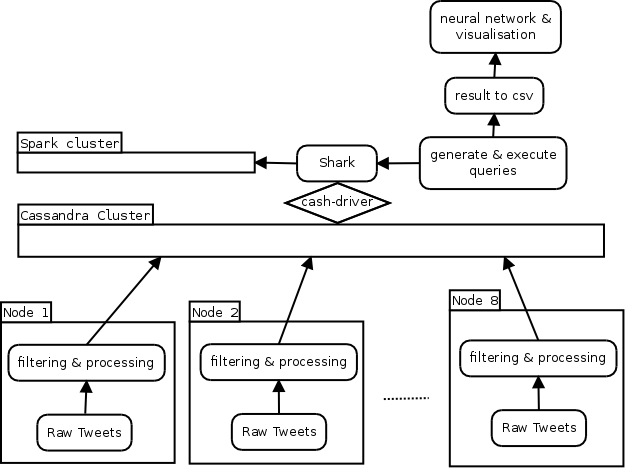 neural network &
visualisation
result to csv
Spark cluster
Shark
generate & execute
queries
cash-driver
Cassandra Cluster
Node 1
Node 2
Node 8
filtering & processing
filtering & processing
filtering & processing
Raw Tweets
Raw Tweets
Raw Tweets